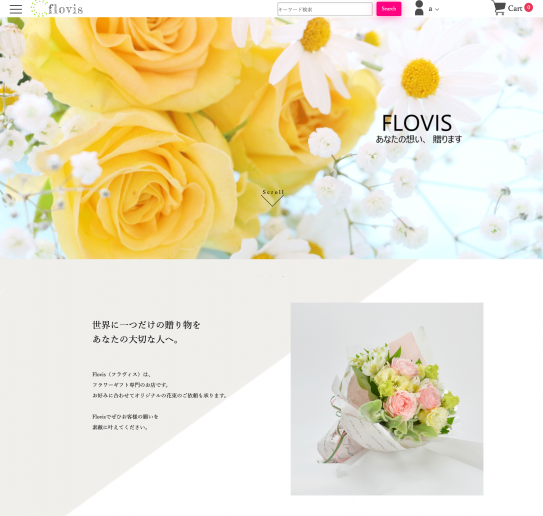 flovis
キーワード検索
Search
a
Cart
0
FLOVIS
あなたの想い、贈ります
Scroll
世界に一つだけの贈り物を
あなたの大切な人へ。
Flovis（フラヴィス）は、
フラワーギフト専門のお店です。
お好みに合わせてオリジナルの花束のご依頼も承ります。
Flovisでぜひお客様の願いを
素敵に叶えてください。